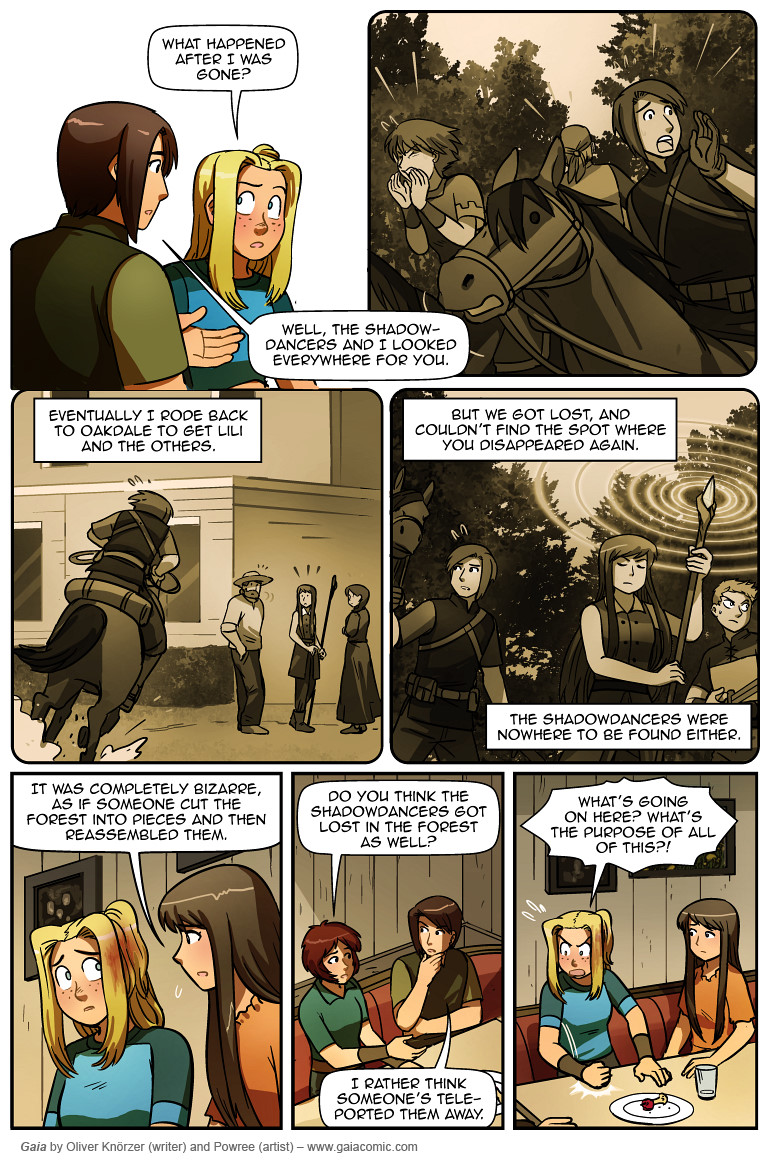 WHAT HAPPENED
AFTER I WAS
GONE?
WELL, THE SHADOW-
DANCERS AND I LOOKED
EVERYWHERE FOR YOU.
EVENTUALLY I RODE BACK
TO OAKDALE TO GET LILI
AND THE OTHERS.
BUT WE GOT LOST, AND
COULDN'T FIND THE SPOT WHERE
YOU DISAPPEARED AGAIN.
THE SHADOWDANCERS WERE
NOWHERE TO BE FOUND EITHER.
IT WAS COMPLETELY BIZARRE,
AS IF SOMEONE CUT THE
FOREST INTO PIECES AND THEN
REASSEMBLED THEM.
DO YOU THINK THE
SHADOWDANCERS GOT
LOST IN THE FOREST
AS WELL?
I RATHER THINK
SOMEONE'S TELE-
PORTED THEM AWAY.
WHAT'S GOING
ON HERE? WHAT'S
THE PURPOSE OF ALL
OF THIS?!
Gaia by Oliver Knörzer (writer) and Powree (artist) – www.gaiacomic.com